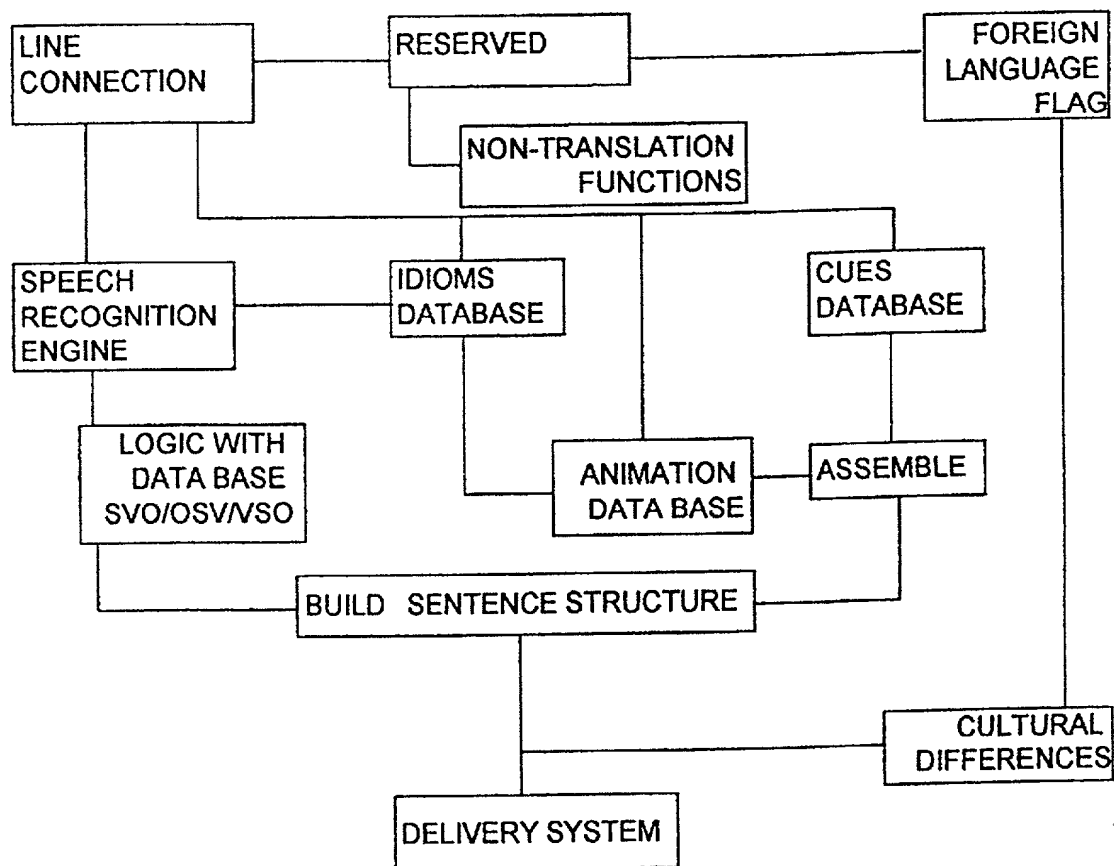 LINE
CONNECTION
RESERVED
FOREIGN
LANGUAGE
FLAG
NON-TRANSLATION
FUNCTIONS
SPEECH
RECOGNITION
ENGINE
IDIOMS
DATABASE
CUES
DATABASE
LOGIC WITH
DATA BASE
SVO/OSV/VSO
ANIMATION
DATA BASE
ASSEMBLE
BUILD SENTENCE STRUCTURE
CULTURAL
DIFFERENCES
DELIVERY SYSTEM